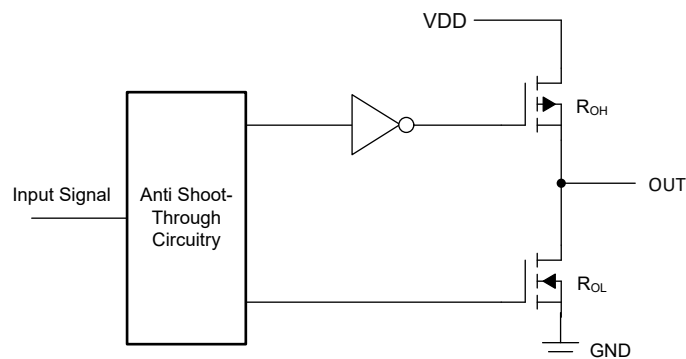 VDD
ROH
Input Signal
Anti Shoot-
Through
Circuitry
OUT
ROL
GND